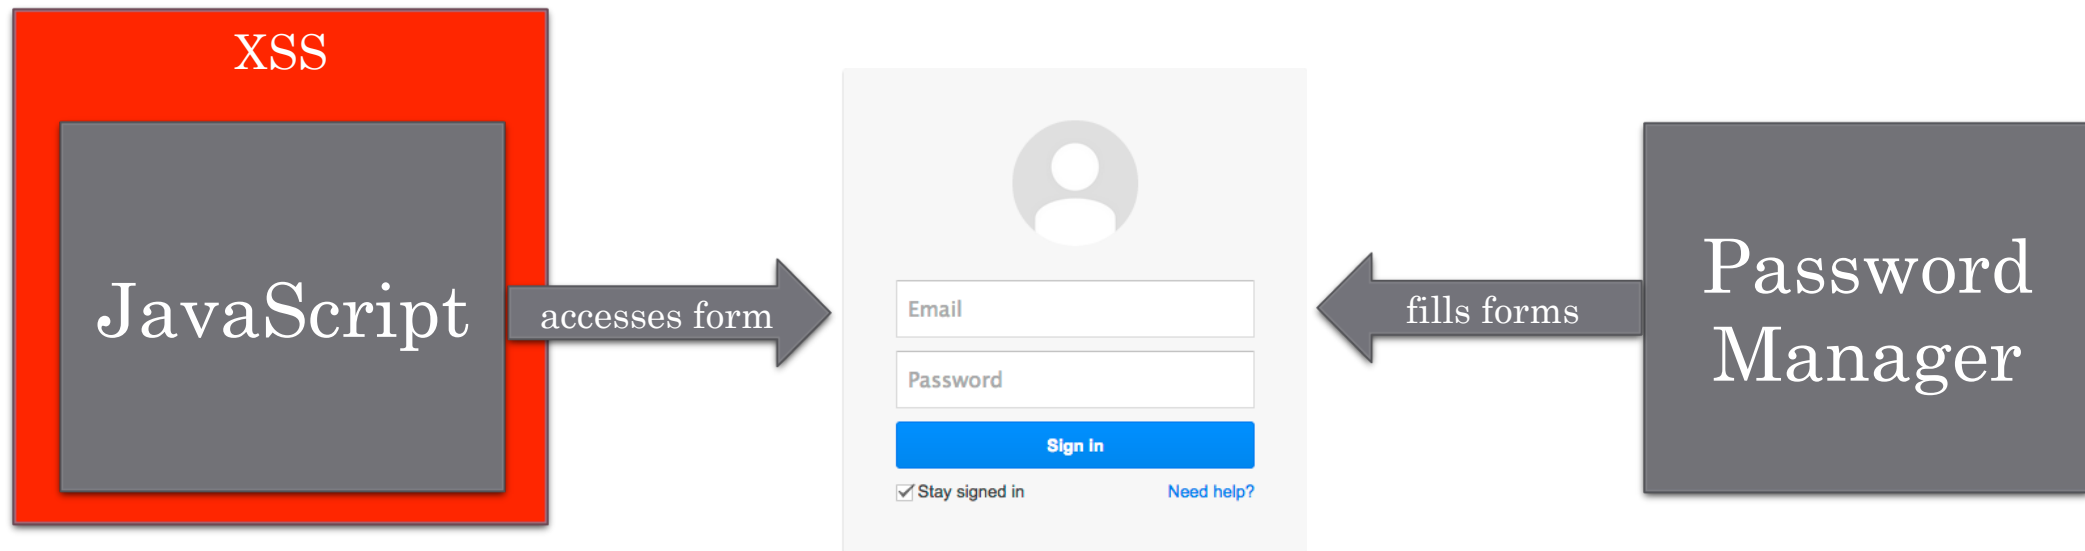 XSS
JavaScript
accesses form
Email
Password
Sign In
Stay signed in
Need help?
fills forms
Password
Manager